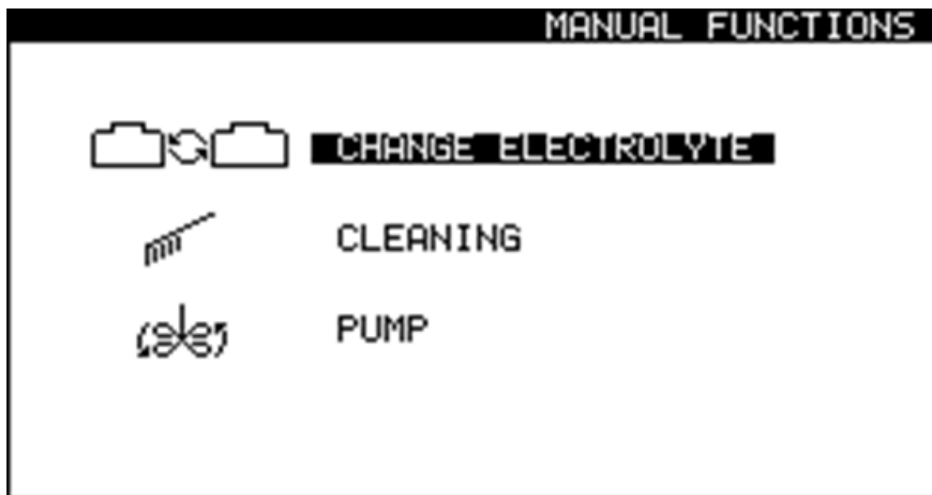 MANUAL FUNCTIONS
CHANGE ELECTROLYTE
CLEANING
PUMP